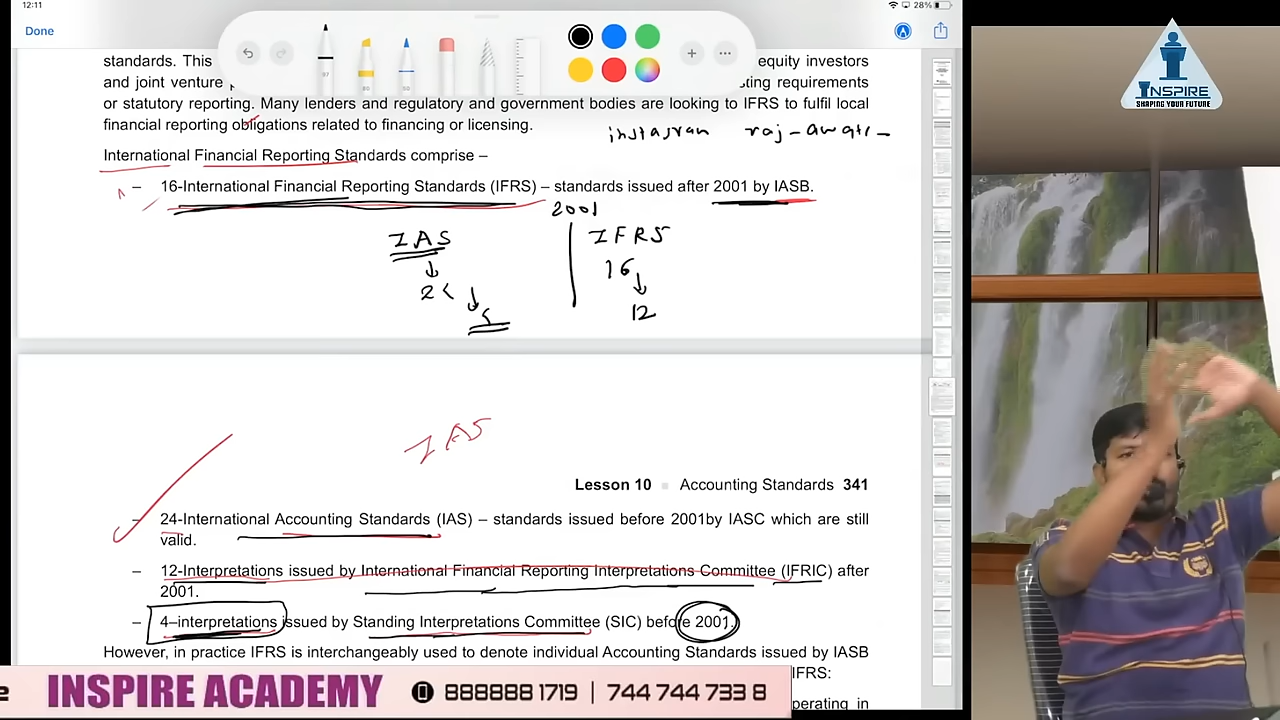 12:11
28%
Done
standards. This
equity investors
and joint venture
ting requirements
or statutory reporting. Many lenders and regulatory and government bodies are looking to IFRS to fulfil local
financial reporting obligations related to financing or licensing.
instagram raj-awati-
International Financial Reporting Standards comprise –
– 16-International Financial Reporting Standards (IFRS) – standards issued after 2001 by IASB.
2001
IAS
IFRS
16
24
12
IAS
Lesson 10 Accounting Standards 341
– 24-International Accounting Standards (IAS) – standards issued before 2001by IASC which are still
valid.
– 12-Interpretations issued by International Financial Reporting Interpretations Committee (IFRIC) after
2001.
– 4–interpretations issued by Standing Interpretations Committee (SIC) before 2001.
However, in practice IFRS is interchangeably used to denote individual Accounting Standards issued by IASB
IFRS:
operating in
INSPIRE ACADEMY 888888 1719 | 744 744 733 8
INSPIRE
SHAPING YOUR FUTURE